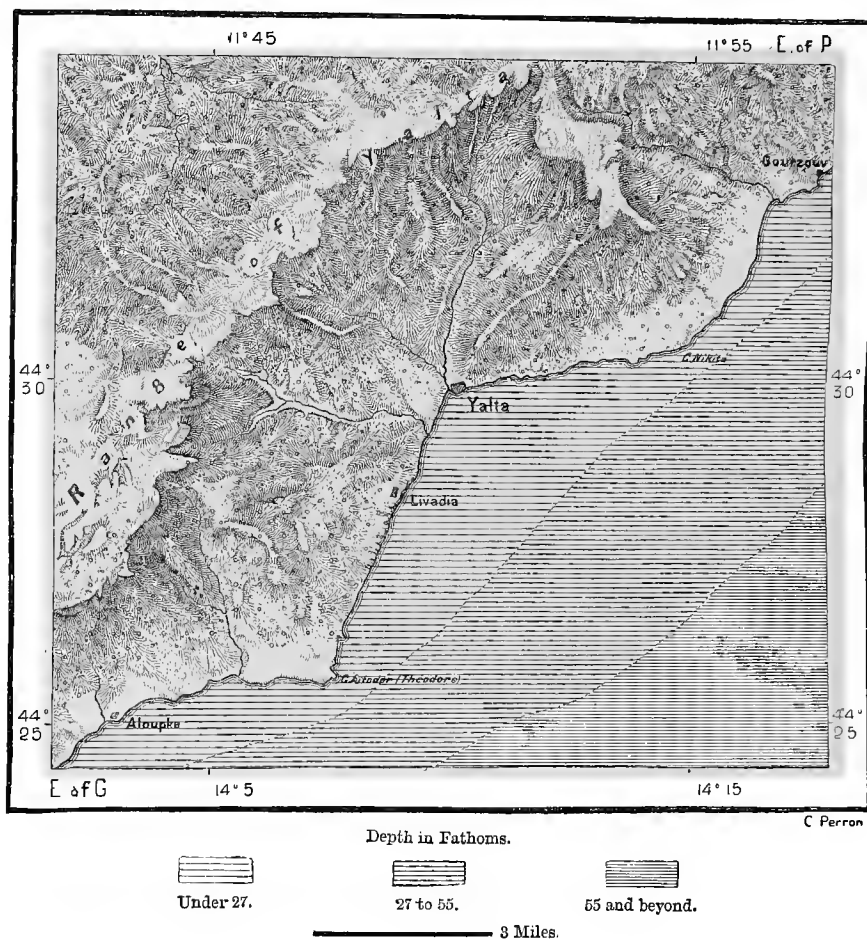 11° 45
11° 55 E. of P
Range of Yaila
Gourzouv
C. Nikita
44° 30
44° 30
Yalta
Livadia
C. Aitodor (Theodore)
44° 25
Aloupka
44° 25
E of G
14° 5
14° 15
C Perron
Depth in Fathoms.
Under 27.
27 to 55.
55 and beyond.
3 Miles.